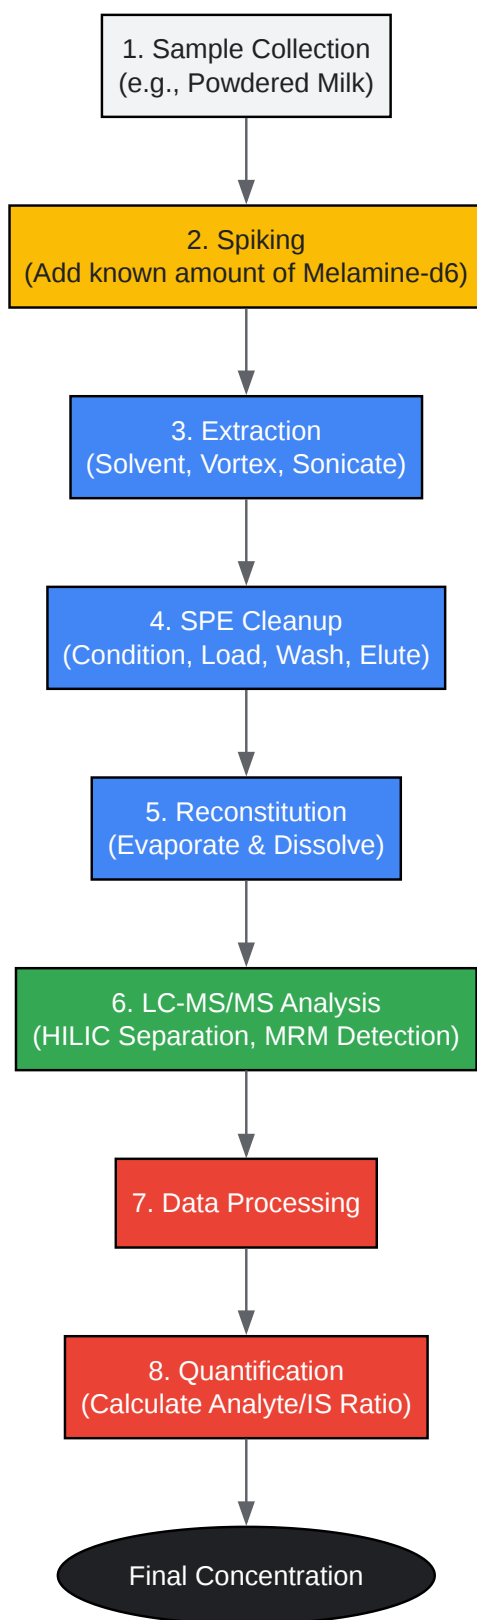 1. Sample Collection
(e.g., Powdered Milk)
2. Spiking
(Add known amount of Melamine-d6)
3. Extraction
(Solvent, Vortex, Sonicate)
4. SPE Cleanup
(Condition, Load, Wash, Elute)
5. Reconstitution
(Evaporate & Dissolve)
6. LC-MS/MS Analysis
(HILIC Separation, MRM Detection)
7. Data Processing
8. Quantification
(Calculate Analyte/IS Ratio)
Final Concentration